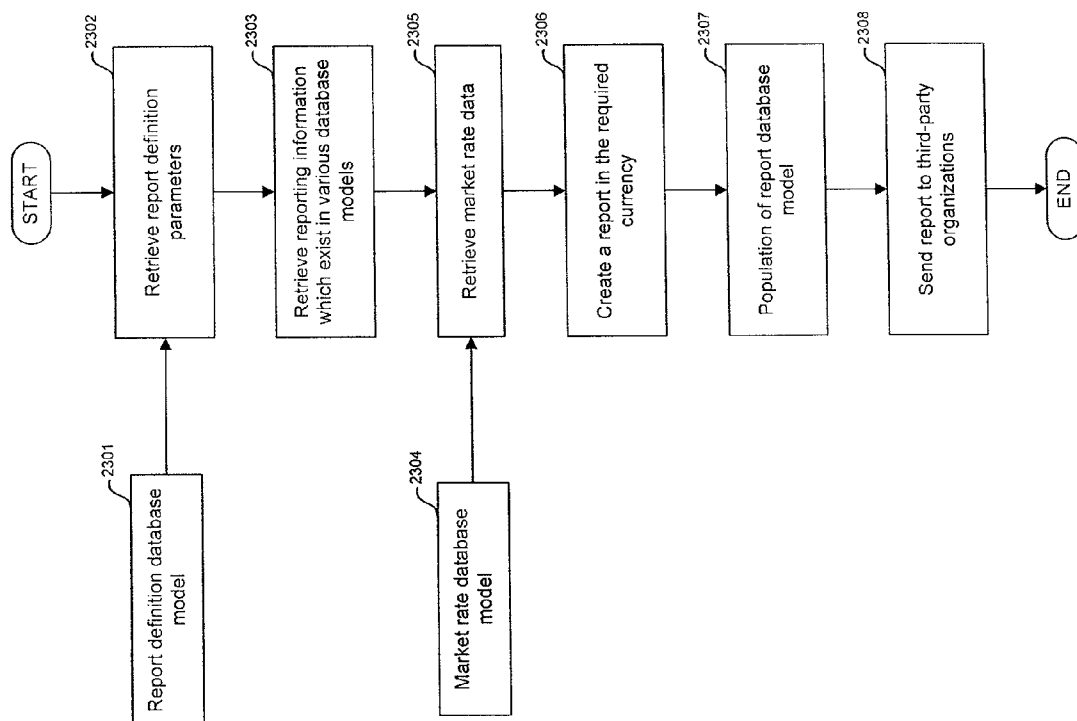 START
2302
Retrieve report definition
parameters
2301
Report definition database
model
2303
Retrieve reporting information
which exist in various database
models
2305
Retrieve market rate data
2304
Market rate database
model
2306
Create a report in the required
currency
2307
Population of report database
model
2308
Send report to third-party
organizations
END